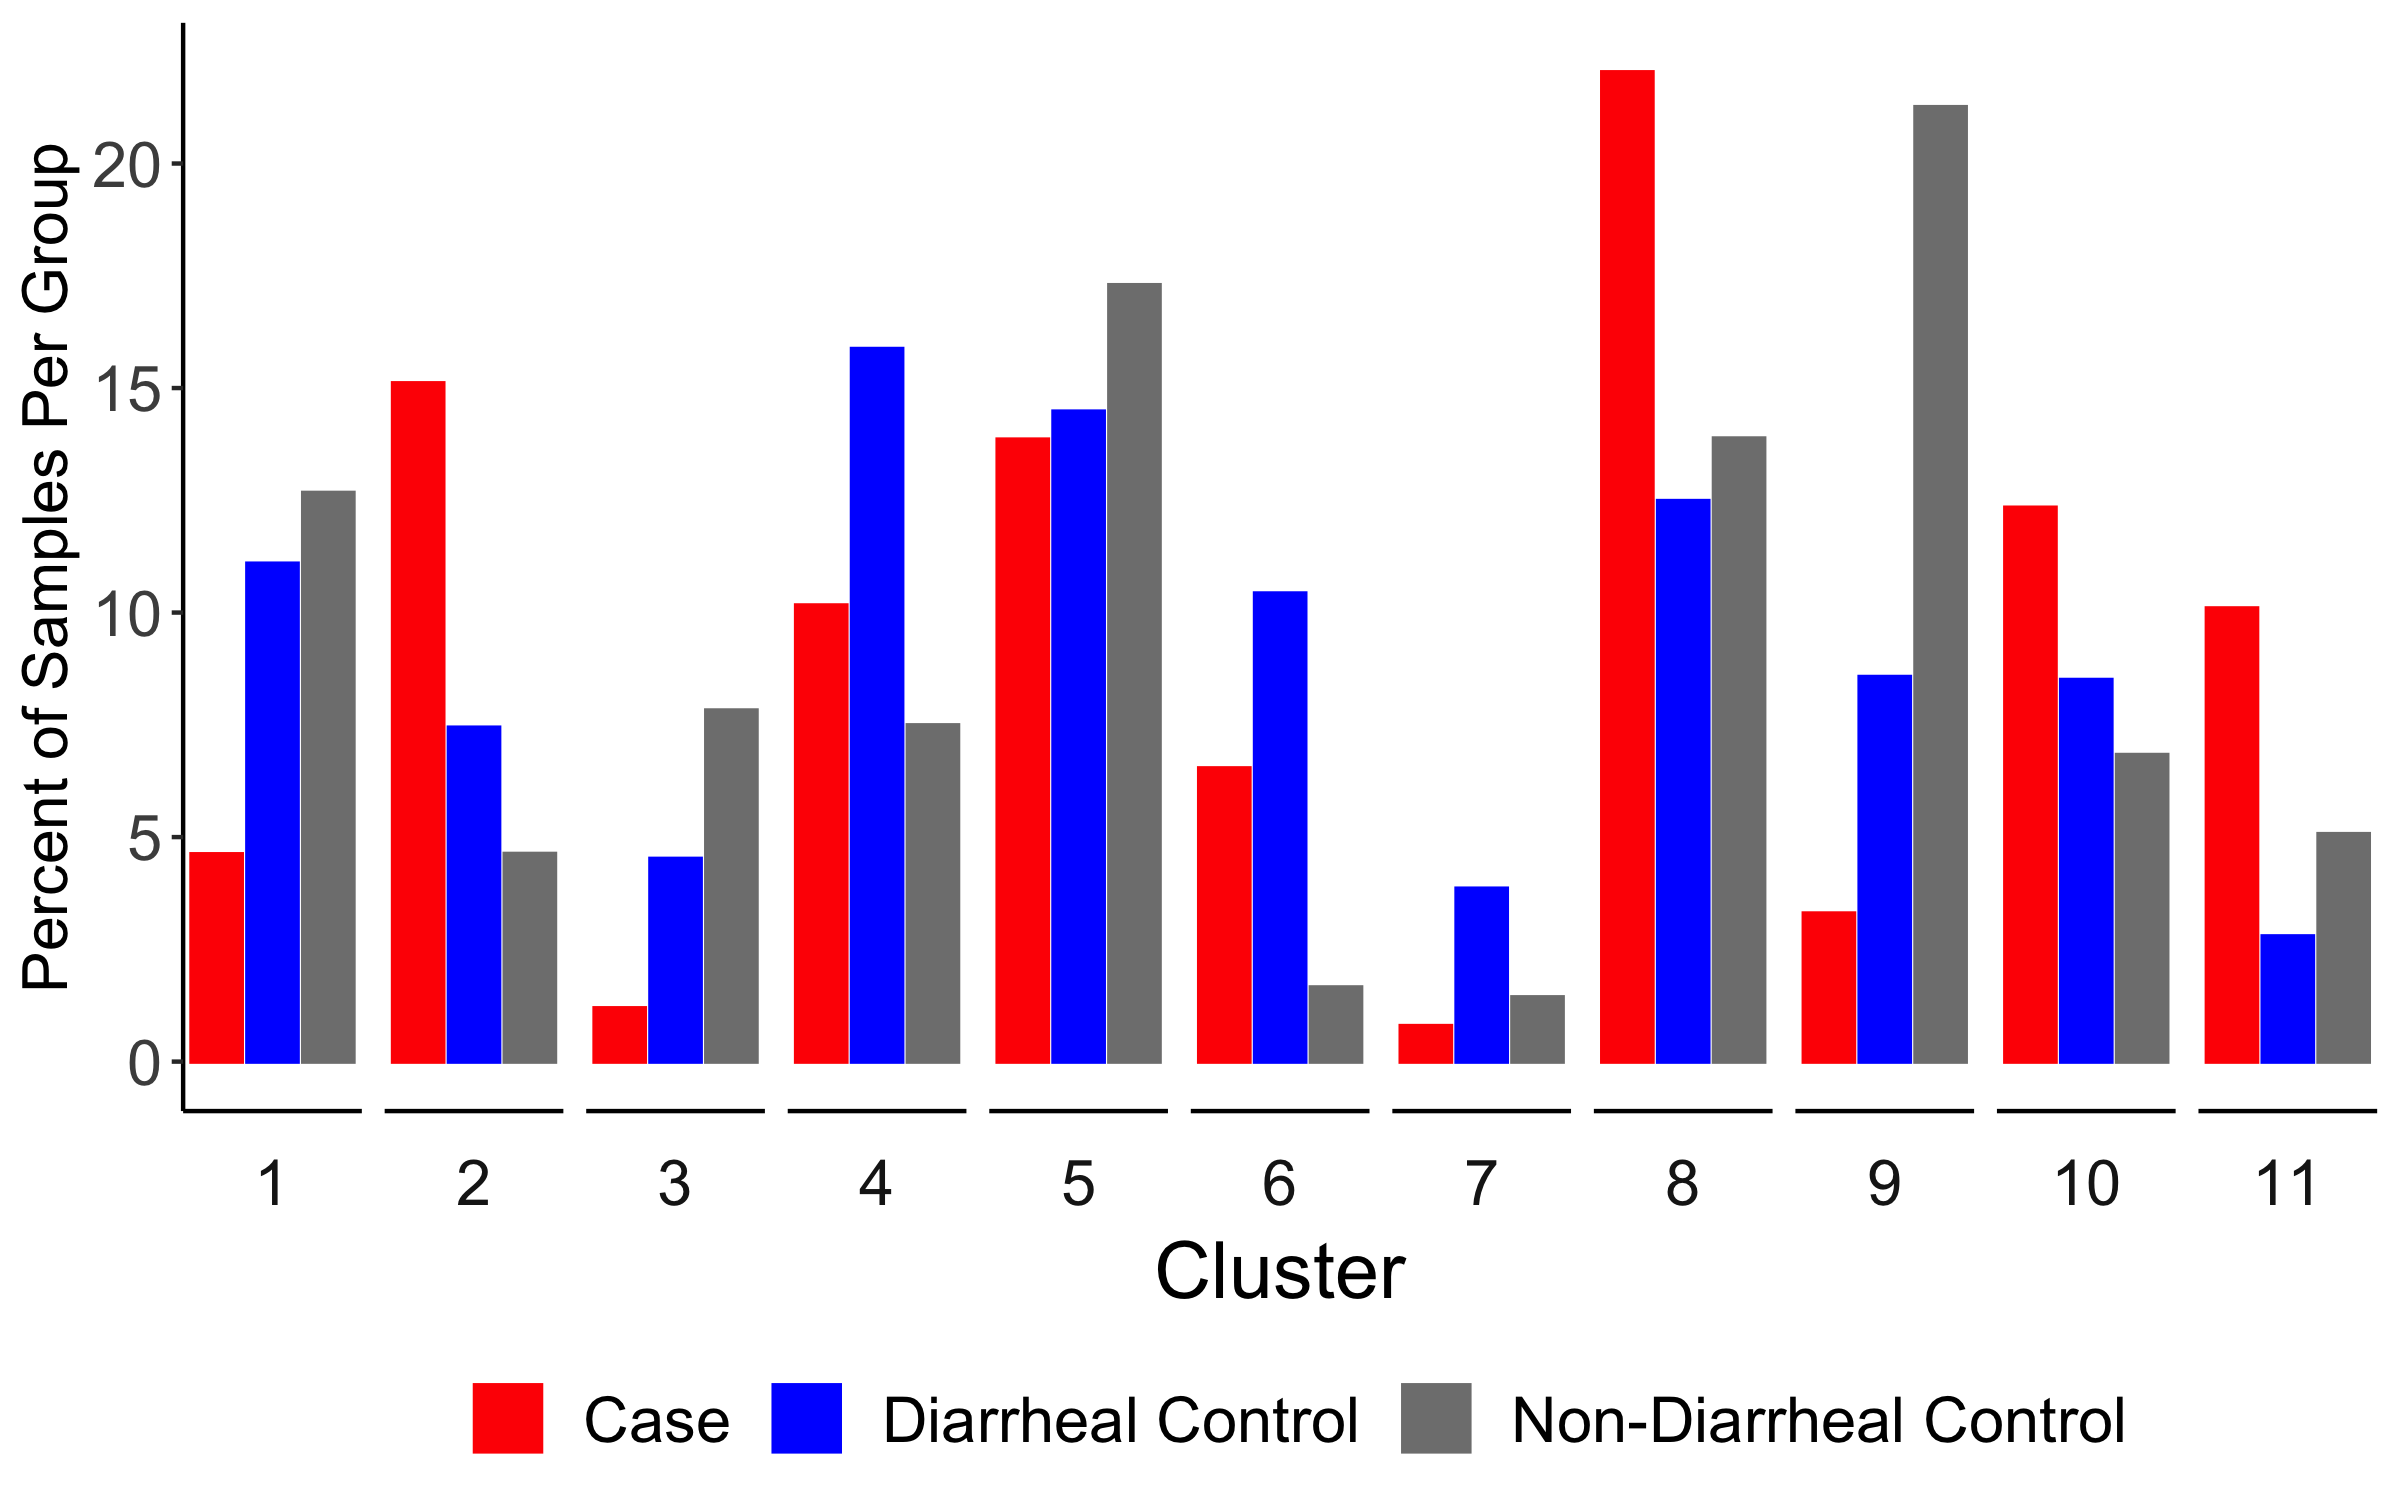 Percent of Samples Per Group
20
15
10
5
0
1 2 3 4 5 6 7 8 9 10 11
Cluster
Case Diarrheal Control Non-Diarrheal Control